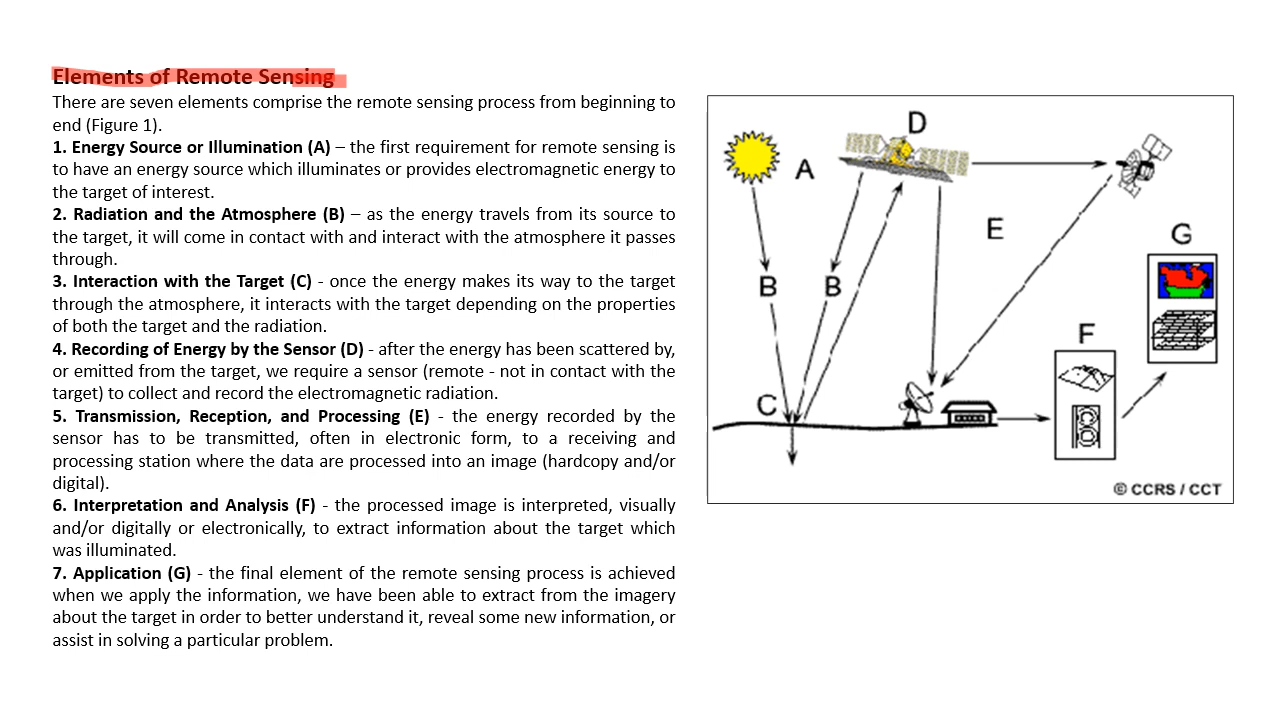 Elements of Remote Sensing
There are seven elements comprise the remote sensing process from beginning to
end (Figure 1).
1. Energy Source or Illumination (A) – the first requirement for remote sensing is
to have an energy source which illuminates or provides electromagnetic energy to
the target of interest.
2. Radiation and the Atmosphere (B) – as the energy travels from its source to
the target, it will come in contact with and interact with the atmosphere it passes
through.
3. Interaction with the Target (C) - once the energy makes its way to the target
through the atmosphere, it interacts with the target depending on the properties
of both the target and the radiation.
4. Recording of Energy by the Sensor (D) - after the energy has been scattered by,
or emitted from the target, we require a sensor (remote - not in contact with the
target) to collect and record the electromagnetic radiation.
5. Transmission, Reception, and Processing (E) - the energy recorded by the
sensor has to be transmitted, often in electronic form, to a receiving and
processing station where the data are processed into an image (hardcopy and/or
digital).
6. Interpretation and Analysis (F) - the processed image is interpreted, visually
and/or digitally or electronically, to extract information about the target which
was illuminated.
7. Application (G) - the final element of the remote sensing process is achieved
when we apply the information, we have been able to extract from the imagery
about the target in order to better understand it, reveal some new information, or
assist in solving a particular problem.
D
A
E
G
B B
F
C
© CCRS / CCT